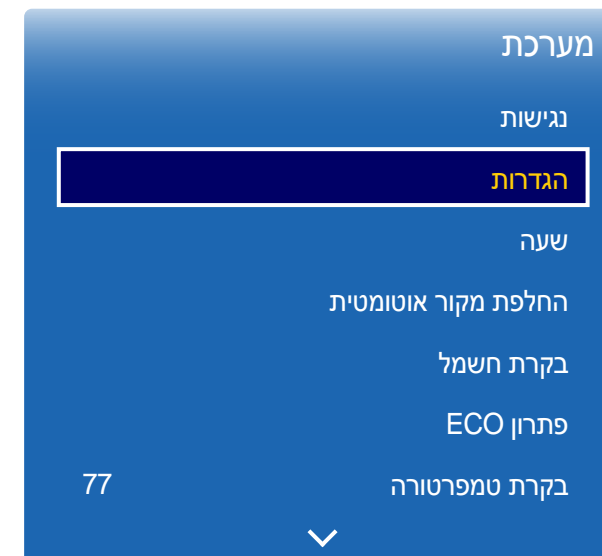 מערכת
נגישות
הגדרות
שעה
החלפת מקור אוטומטית
בקרת חשמל
פתרון ECO
בקרת טמפרטורה 77